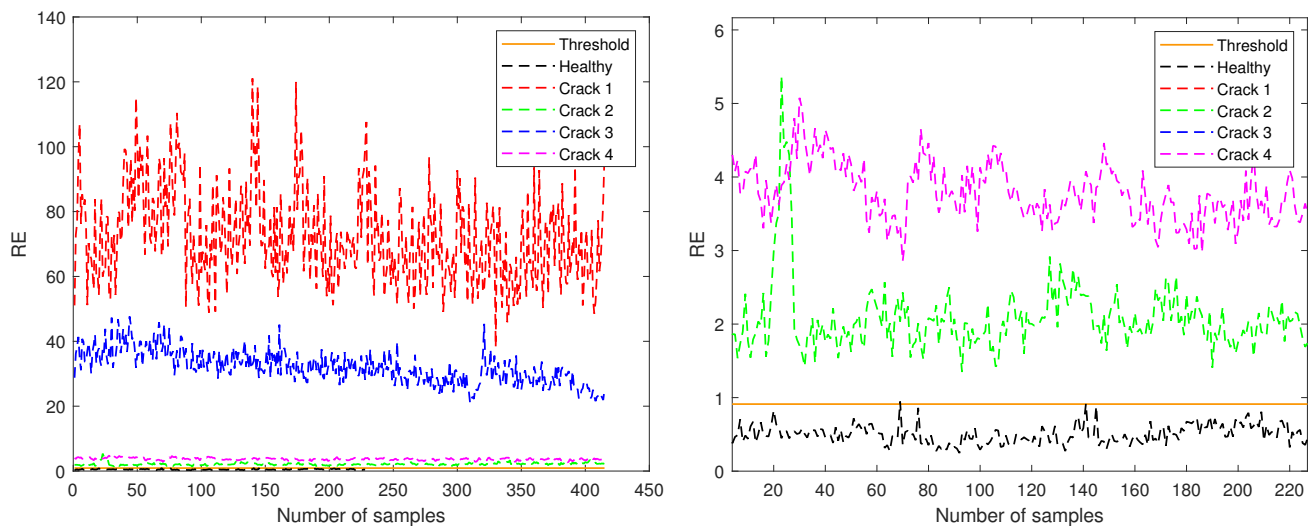 140
120
100
80
60
40
20
0
RE
0 50 100 150 200 250 300 350 400 450
Number of samples
Threshold
Healthy
Crack 1
Crack 2
Crack 3
Crack 4
6
5
4
3
2
1
0
RE
20 40 60 80 100 120 140 160 180 200 220
Number of samples
Threshold
Healthy
Crack 1
Crack 2
Crack 3
Crack 4